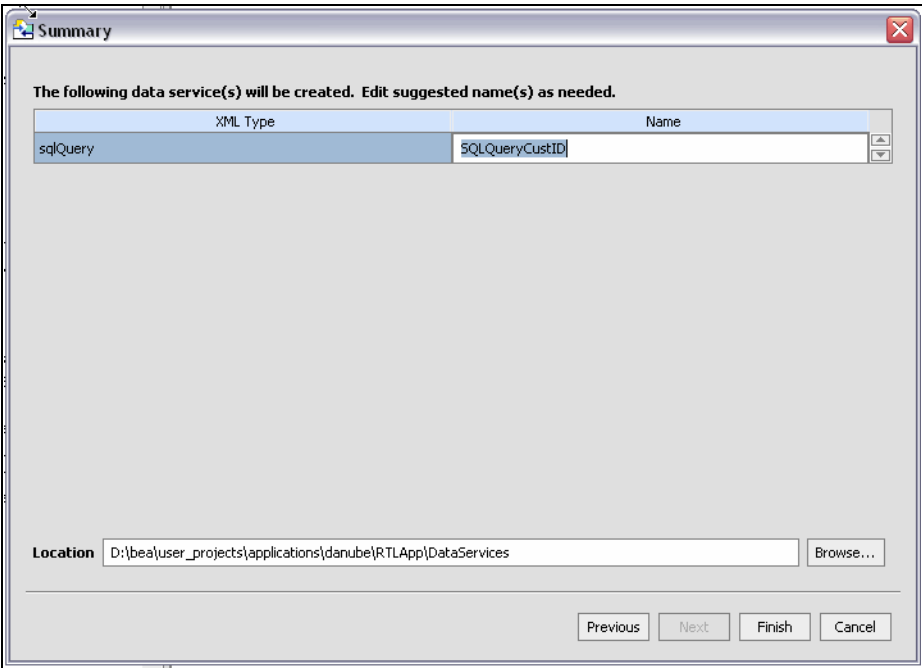 Summary
The following data service(s) will be created. Edit suggested name(s) as needed.
XML Type Name
sqlQuery SQLQueryCustID
Location D:\bea\user_projects\applications\danube\RTLApp\DataServices Browse...
Previous Next Finish Cancel